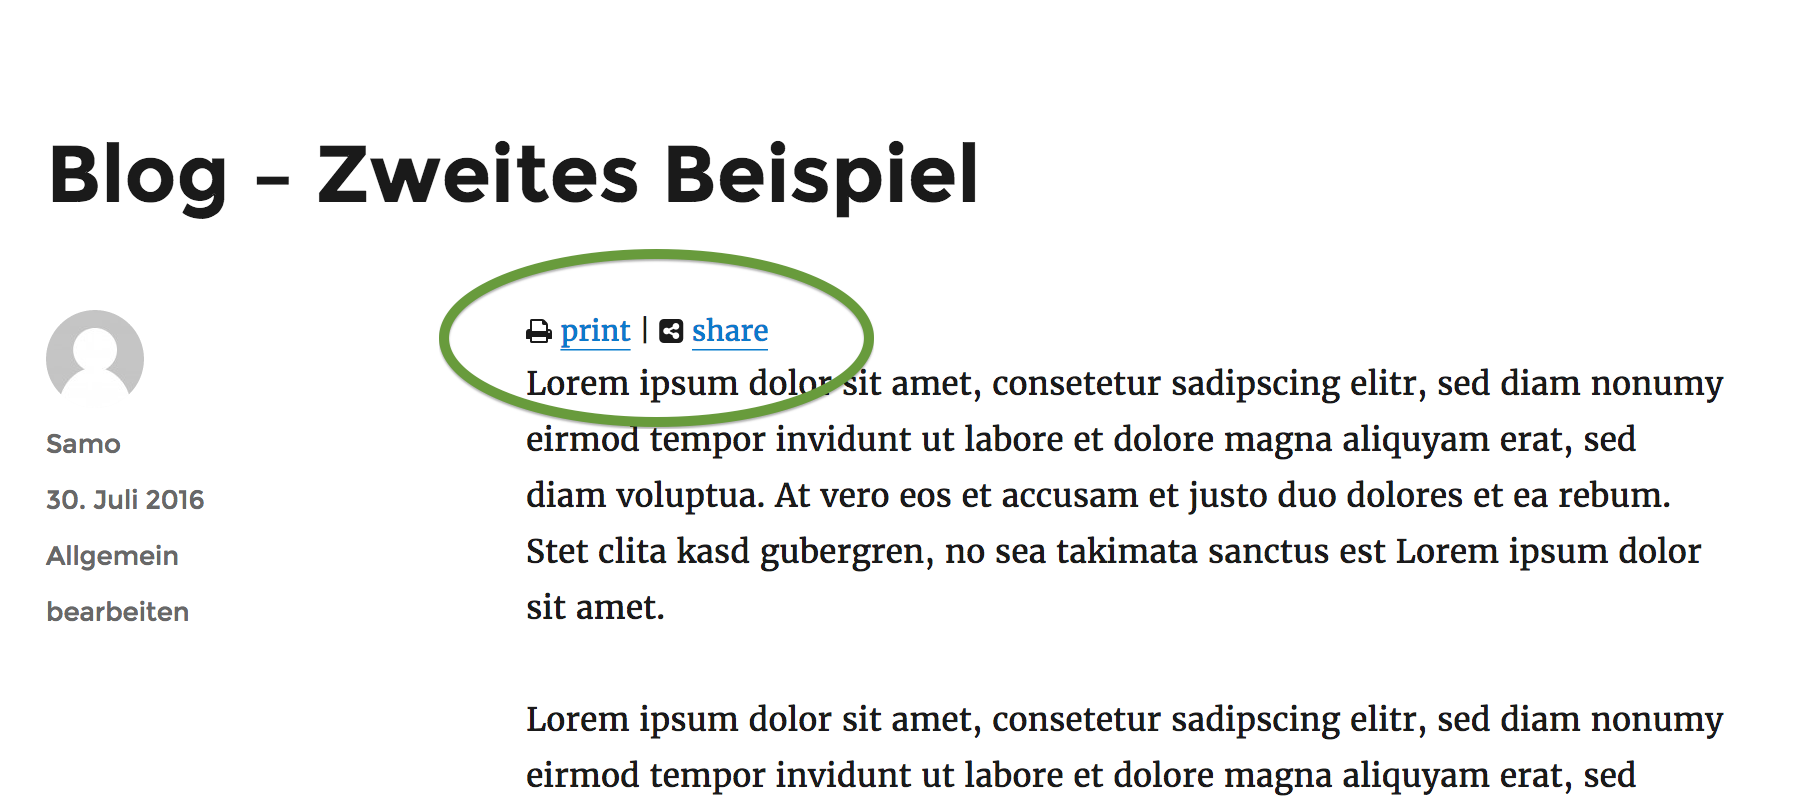 Blog – Zweites Beispiel
Samo
30. Juli 2016
Allgemein
bearbeiten
print | share
Lorem ipsum dolor sit amet, consetetur sadipscing elitr, sed diam nonumy
eirmod tempor invidunt ut labore et dolore magna aliquyam erat, sed
diam voluptua. At vero eos et accusam et justo duo dolores et ea rebum.
Stet clita kasd gubergren, no sea takimata sanctus est Lorem ipsum dolor
sit amet.
Lorem ipsum dolor sit amet, consetetur sadipscing elitr, sed diam nonumy
eirmod tempor invidunt ut labore et dolore magna aliquyam erat, sed